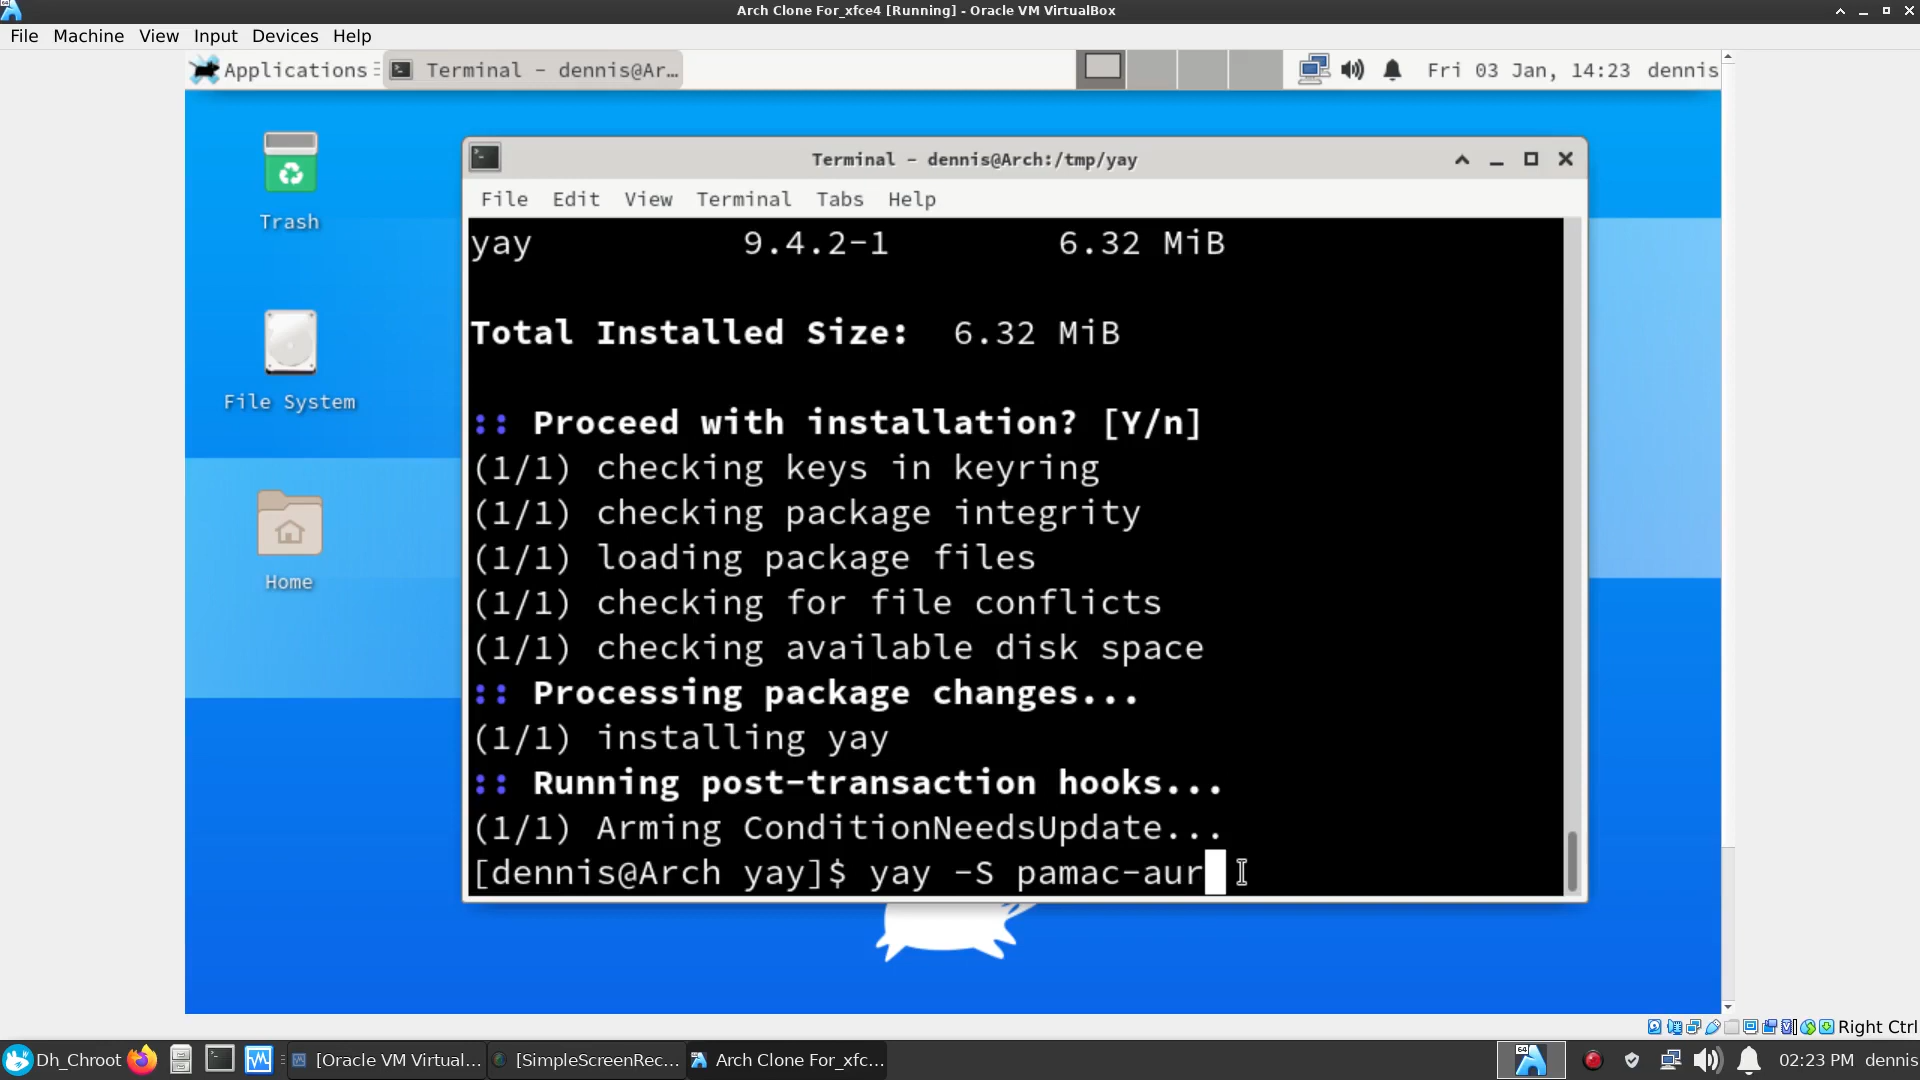 Arch Clone For_xfce4 [Running] - Oracle VM VirtualBox
File Machine View Input Devices Help
Applications
Terminal - dennis@Ar...
Fri 03 Jan, 14:23 dennis
Trash
File System
Home
Terminal - dennis@Arch:/tmp/yay
File Edit View Terminal Tabs Help
yay 9.4.2-1 6.32 MiB
Total Installed Size: 6.32 MiB
:: Proceed with installation? [Y/n]
(1/1) checking keys in keyring
(1/1) checking package integrity
(1/1) loading package files
(1/1) checking for file conflicts
(1/1) checking available disk space
:: Processing package changes...
(1/1) installing yay
:: Running post-transaction hooks...
(1/1) Arming ConditionNeedsUpdate...
[dennis@Arch yay]$ yay -S pamac-aur
Right Ctrl
Dh_Chroot
[Oracle VM Virtual...
[SimpleScreenRec...
Arch Clone For_xfc...
02:23 PM dennis